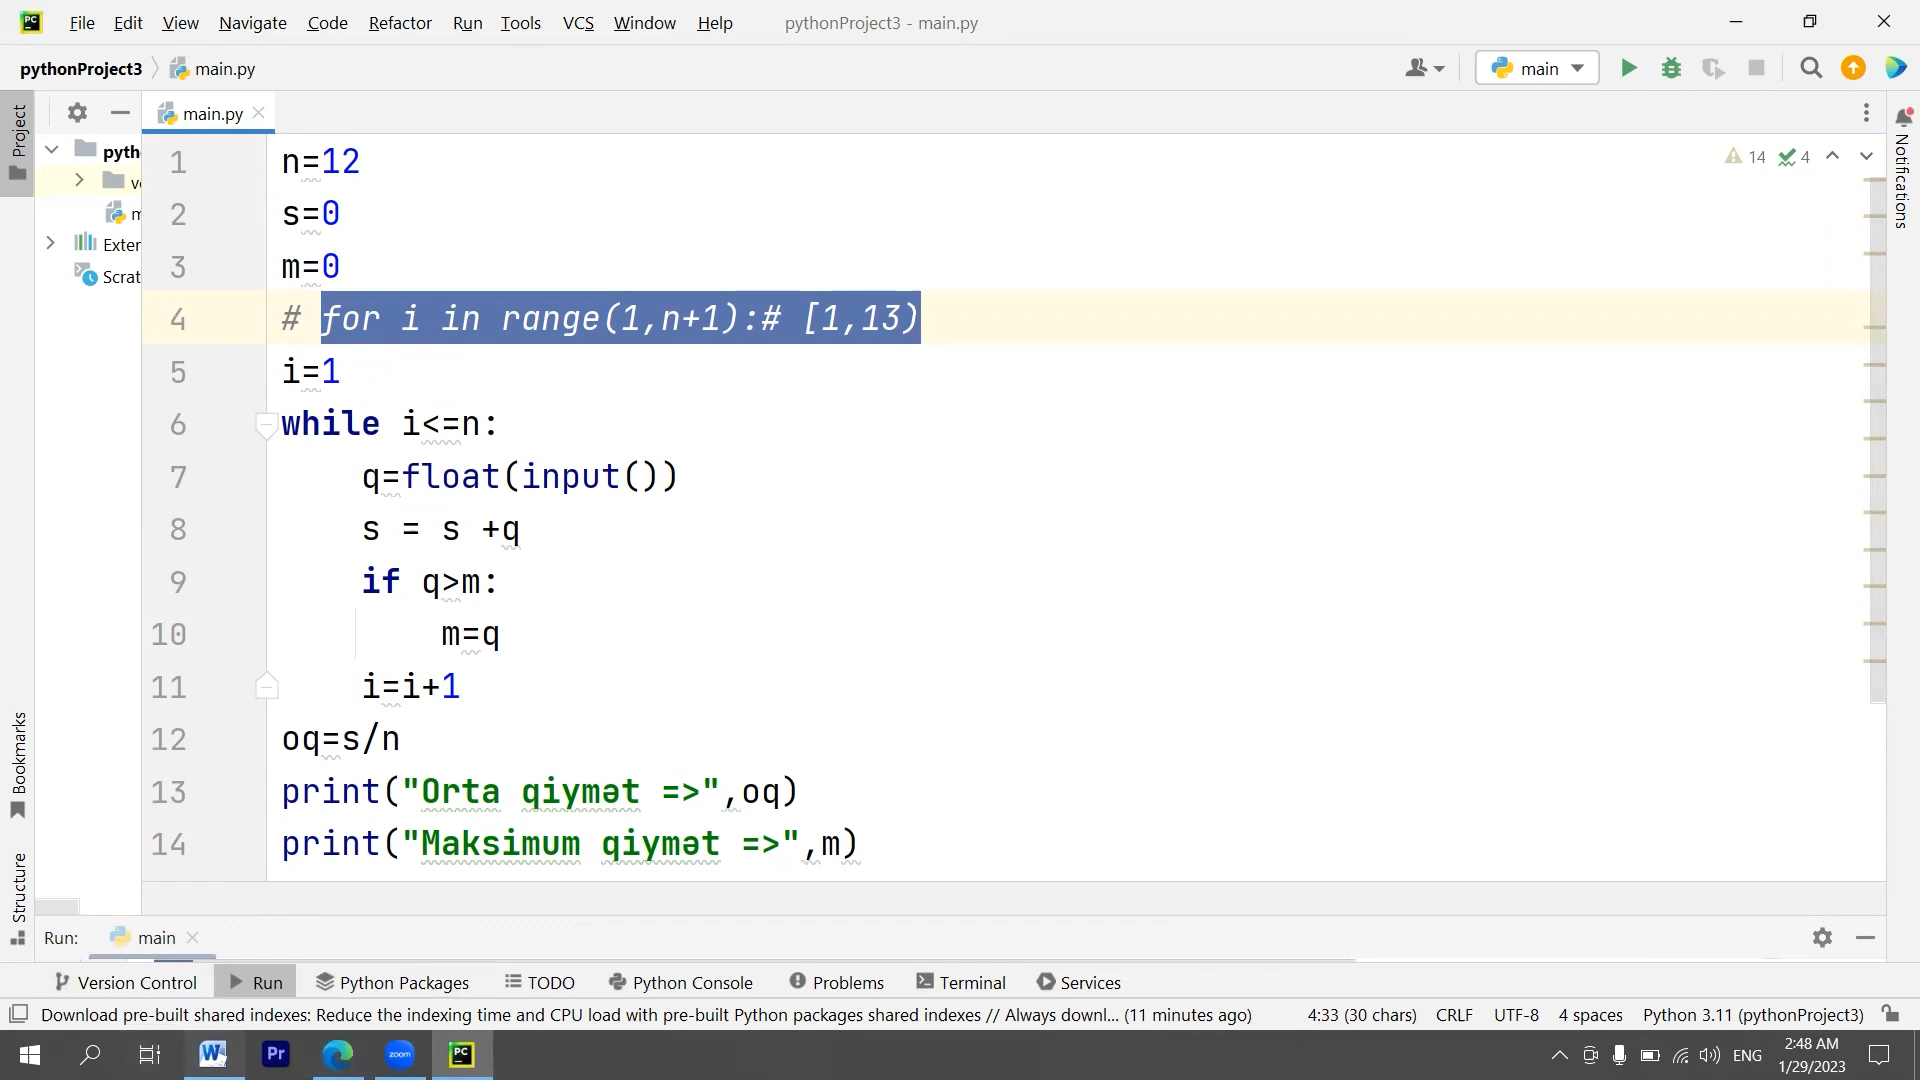 File Edit View Navigate Code Refactor Run Tools VCS Window Help pythonProject3 - main.py
pythonProject3 main.py main
Project
main.py
pyth
Exter
Scrat
14 4
1 n=12
2 s=0
3 m=0
4 # for i in range(1,n+1):# [1,13)
5 i=1
6 while i<=n:
7 q=float(input())
8 s = s +q
9 if q>m:
10 m=q
11 i=i+1
12 oq=s/n
13 print("Orta qiymət =>",oq)
14 print("Maksimum qiymət =>",m)
Notifications
Bookmarks
Structure
Run: main
Version Control Run Python Packages TODO Python Console Problems Terminal Services
Download pre-built shared indexes: Reduce the indexing time and CPU load with pre-built Python packages shared indexes // Always downl... (11 minutes ago) 4:33 (30 chars) CRLF UTF-8 4 spaces Python 3.11 (pythonProject3)
zoom
ENG
2:48 AM
1/29/2023